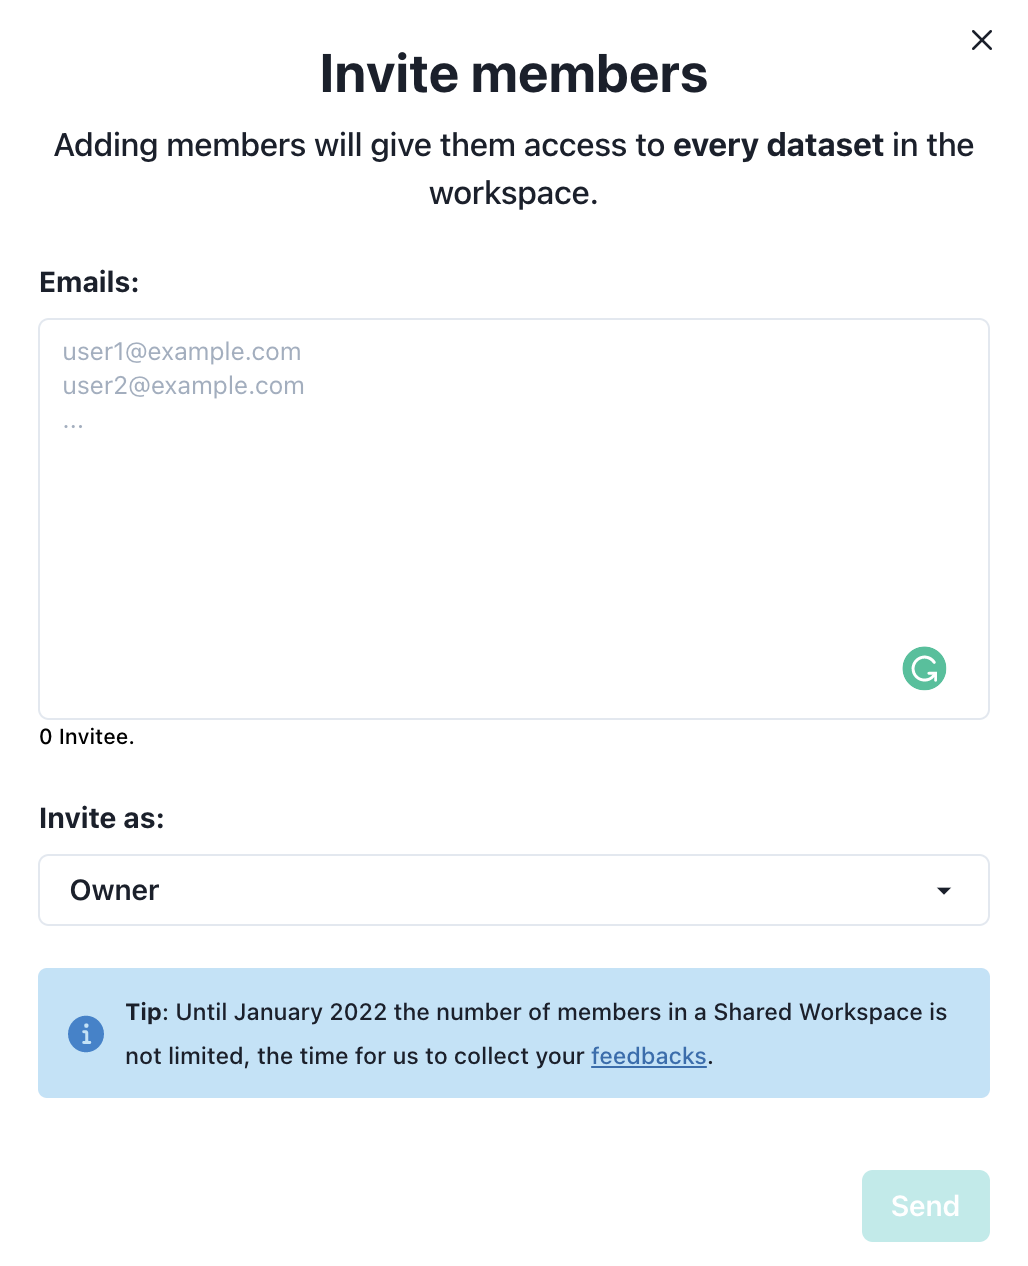 Invite members
Adding members will give them access to every dataset in the
workspace.
Emails:
user1@example.com
user2@example.com
...
0 Invitee.
Invite as:
Owner
Tip: Until January 2022 the number of members in a Shared Workspace is
not limited, the time for us to collect your feedbacks.
Send